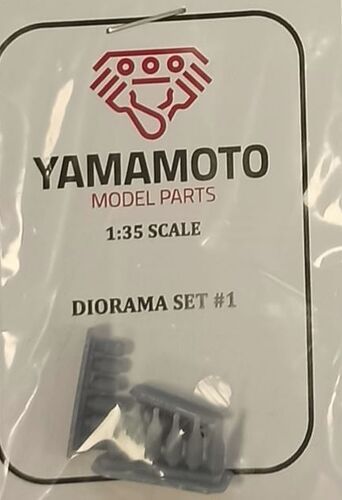 YAMAMOTO
MODEL PARTS
1:35 SCALE
DIORAMA SET #1